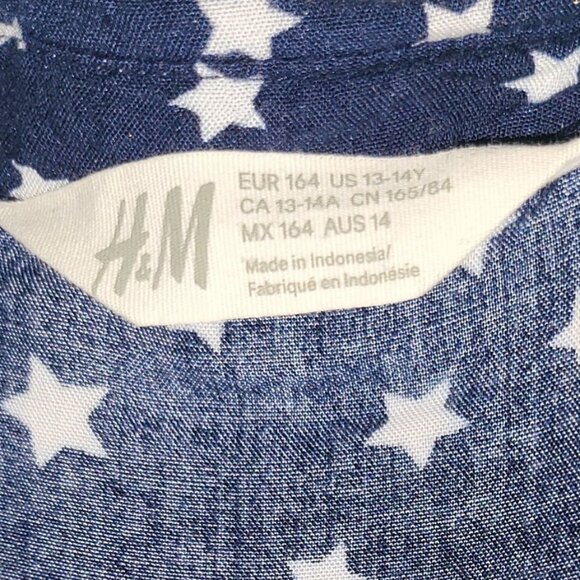 H&M
EUR 164 US 13-14Y
CA 13-14A CN 165/84
MX 164 AUS 14
Made in Indonesia/
Fabriqué en Indonésie